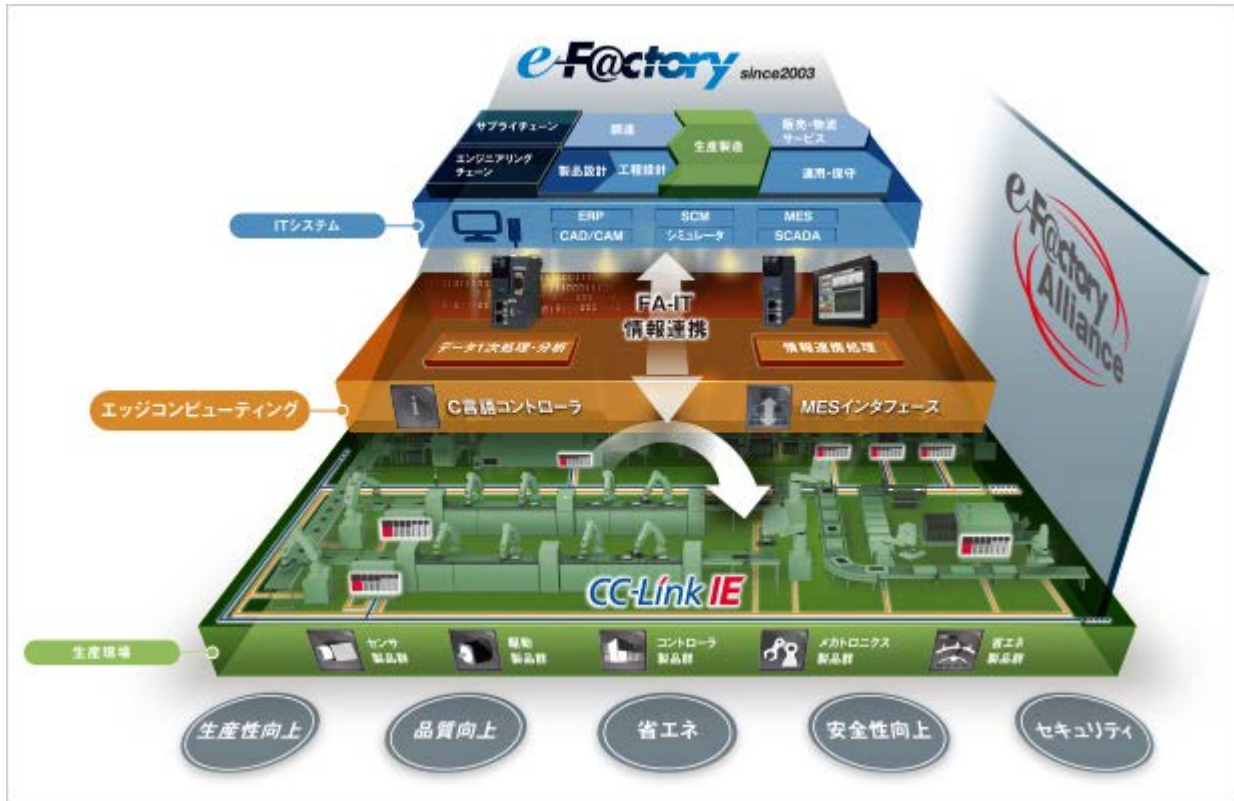 e-F@ctory since2003
サプライチェーン
調達
生産製造
販売・物流
サービス
エンジニアリング
チェーン
製品設計
工程設計
運用・保守
ITシステム
ERP
SCM
MES
CAD/CAM
シミュレータ
SCADA
FA-IT
情報連携
データ1次処理・分析
情報連携処理
エッジコンピューティング
C言語コントローラ
MESインタフェース
e-F@ctory
Alliance
CC-Link IE
生産現場
センサ
製品群
駆動
製品群
コントローラ
製品群
メカトロニクス
製品群
省エネ
製品群
生産性向上
品質向上
省エネ
安全性向上
セキュリティ